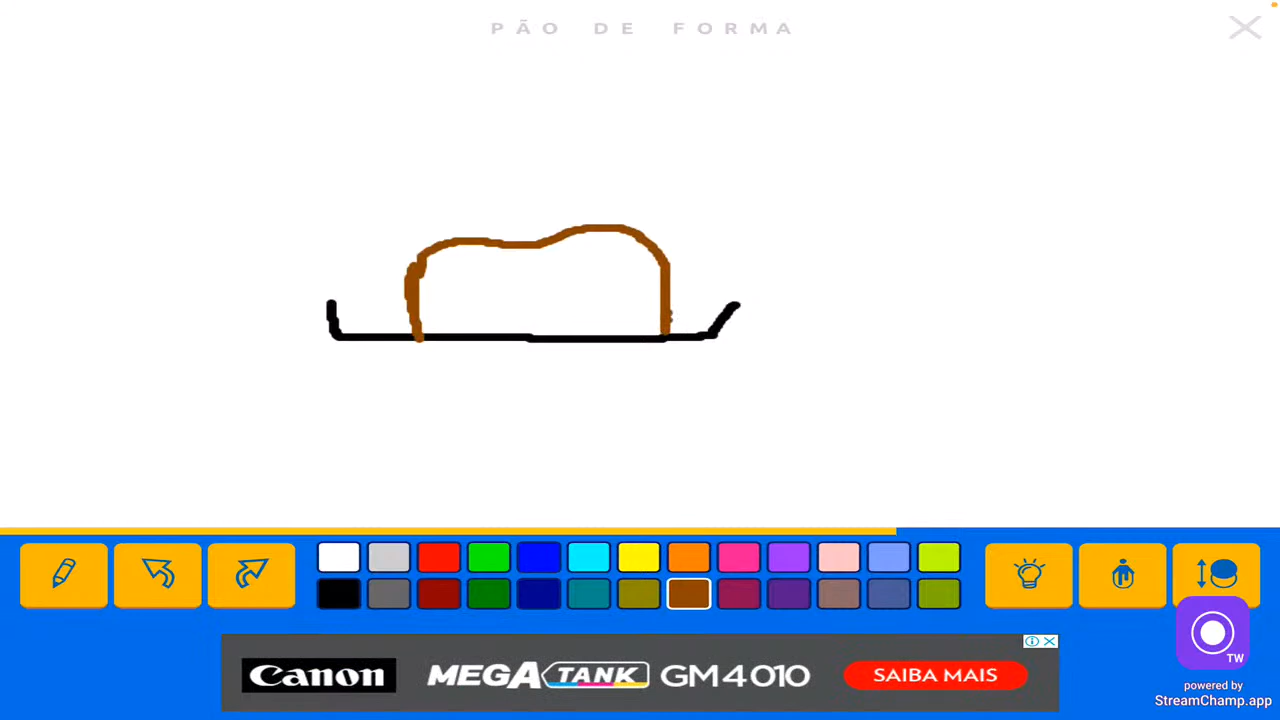 PÃO DE FORMA
TW
Canon MEGA TANK GM4010 SAIBA MAIS
powered by
StreamChamp.app